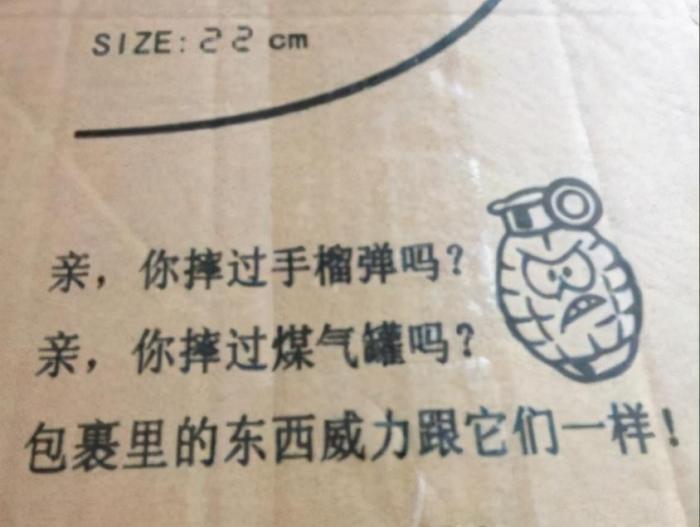 SIZE:22 cm
亲，你摔过手榴弹吗？
亲，你摔过煤气罐吗？
包裹里的东西威力跟它们一样！